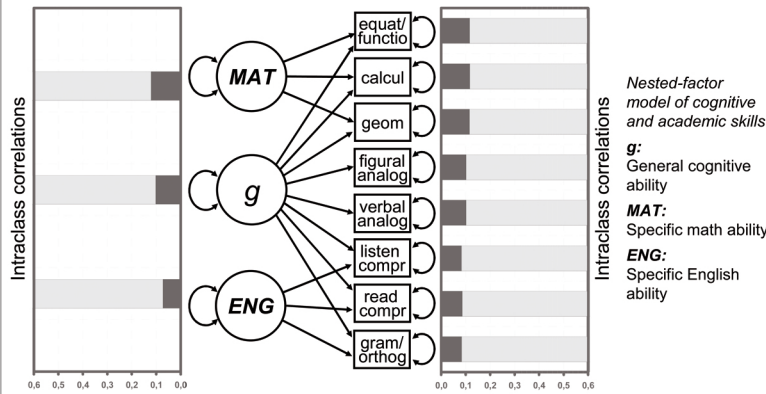 Intraclass correlations
0,6 0,5 0,4 0,3 0,2 0,1 0,0
MAT
g
ENG
equat/
functio
calcul
geom
figural
analog
verbal
analog
listen
compr
read
compr
gram/
orthog
0,0 0,1 0,2 0,3 0,4 0,5 0,6
Intraclass correlations
Nested-factor
model of cognitive
and academic skills
g:
General cognitive
ability
MAT:
Specific math ability
ENG:
Specific English
ability